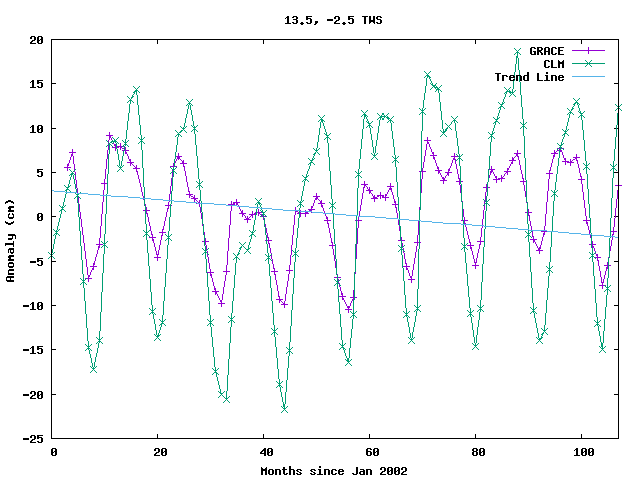 13.5, -2.5 TWS
GRACE
CLM
Trend Line
20
15
10
5
0
-5
-10
-15
-20
-25
Anomaly (cm)
0 20 40 60 80 100
Months since Jan 2002